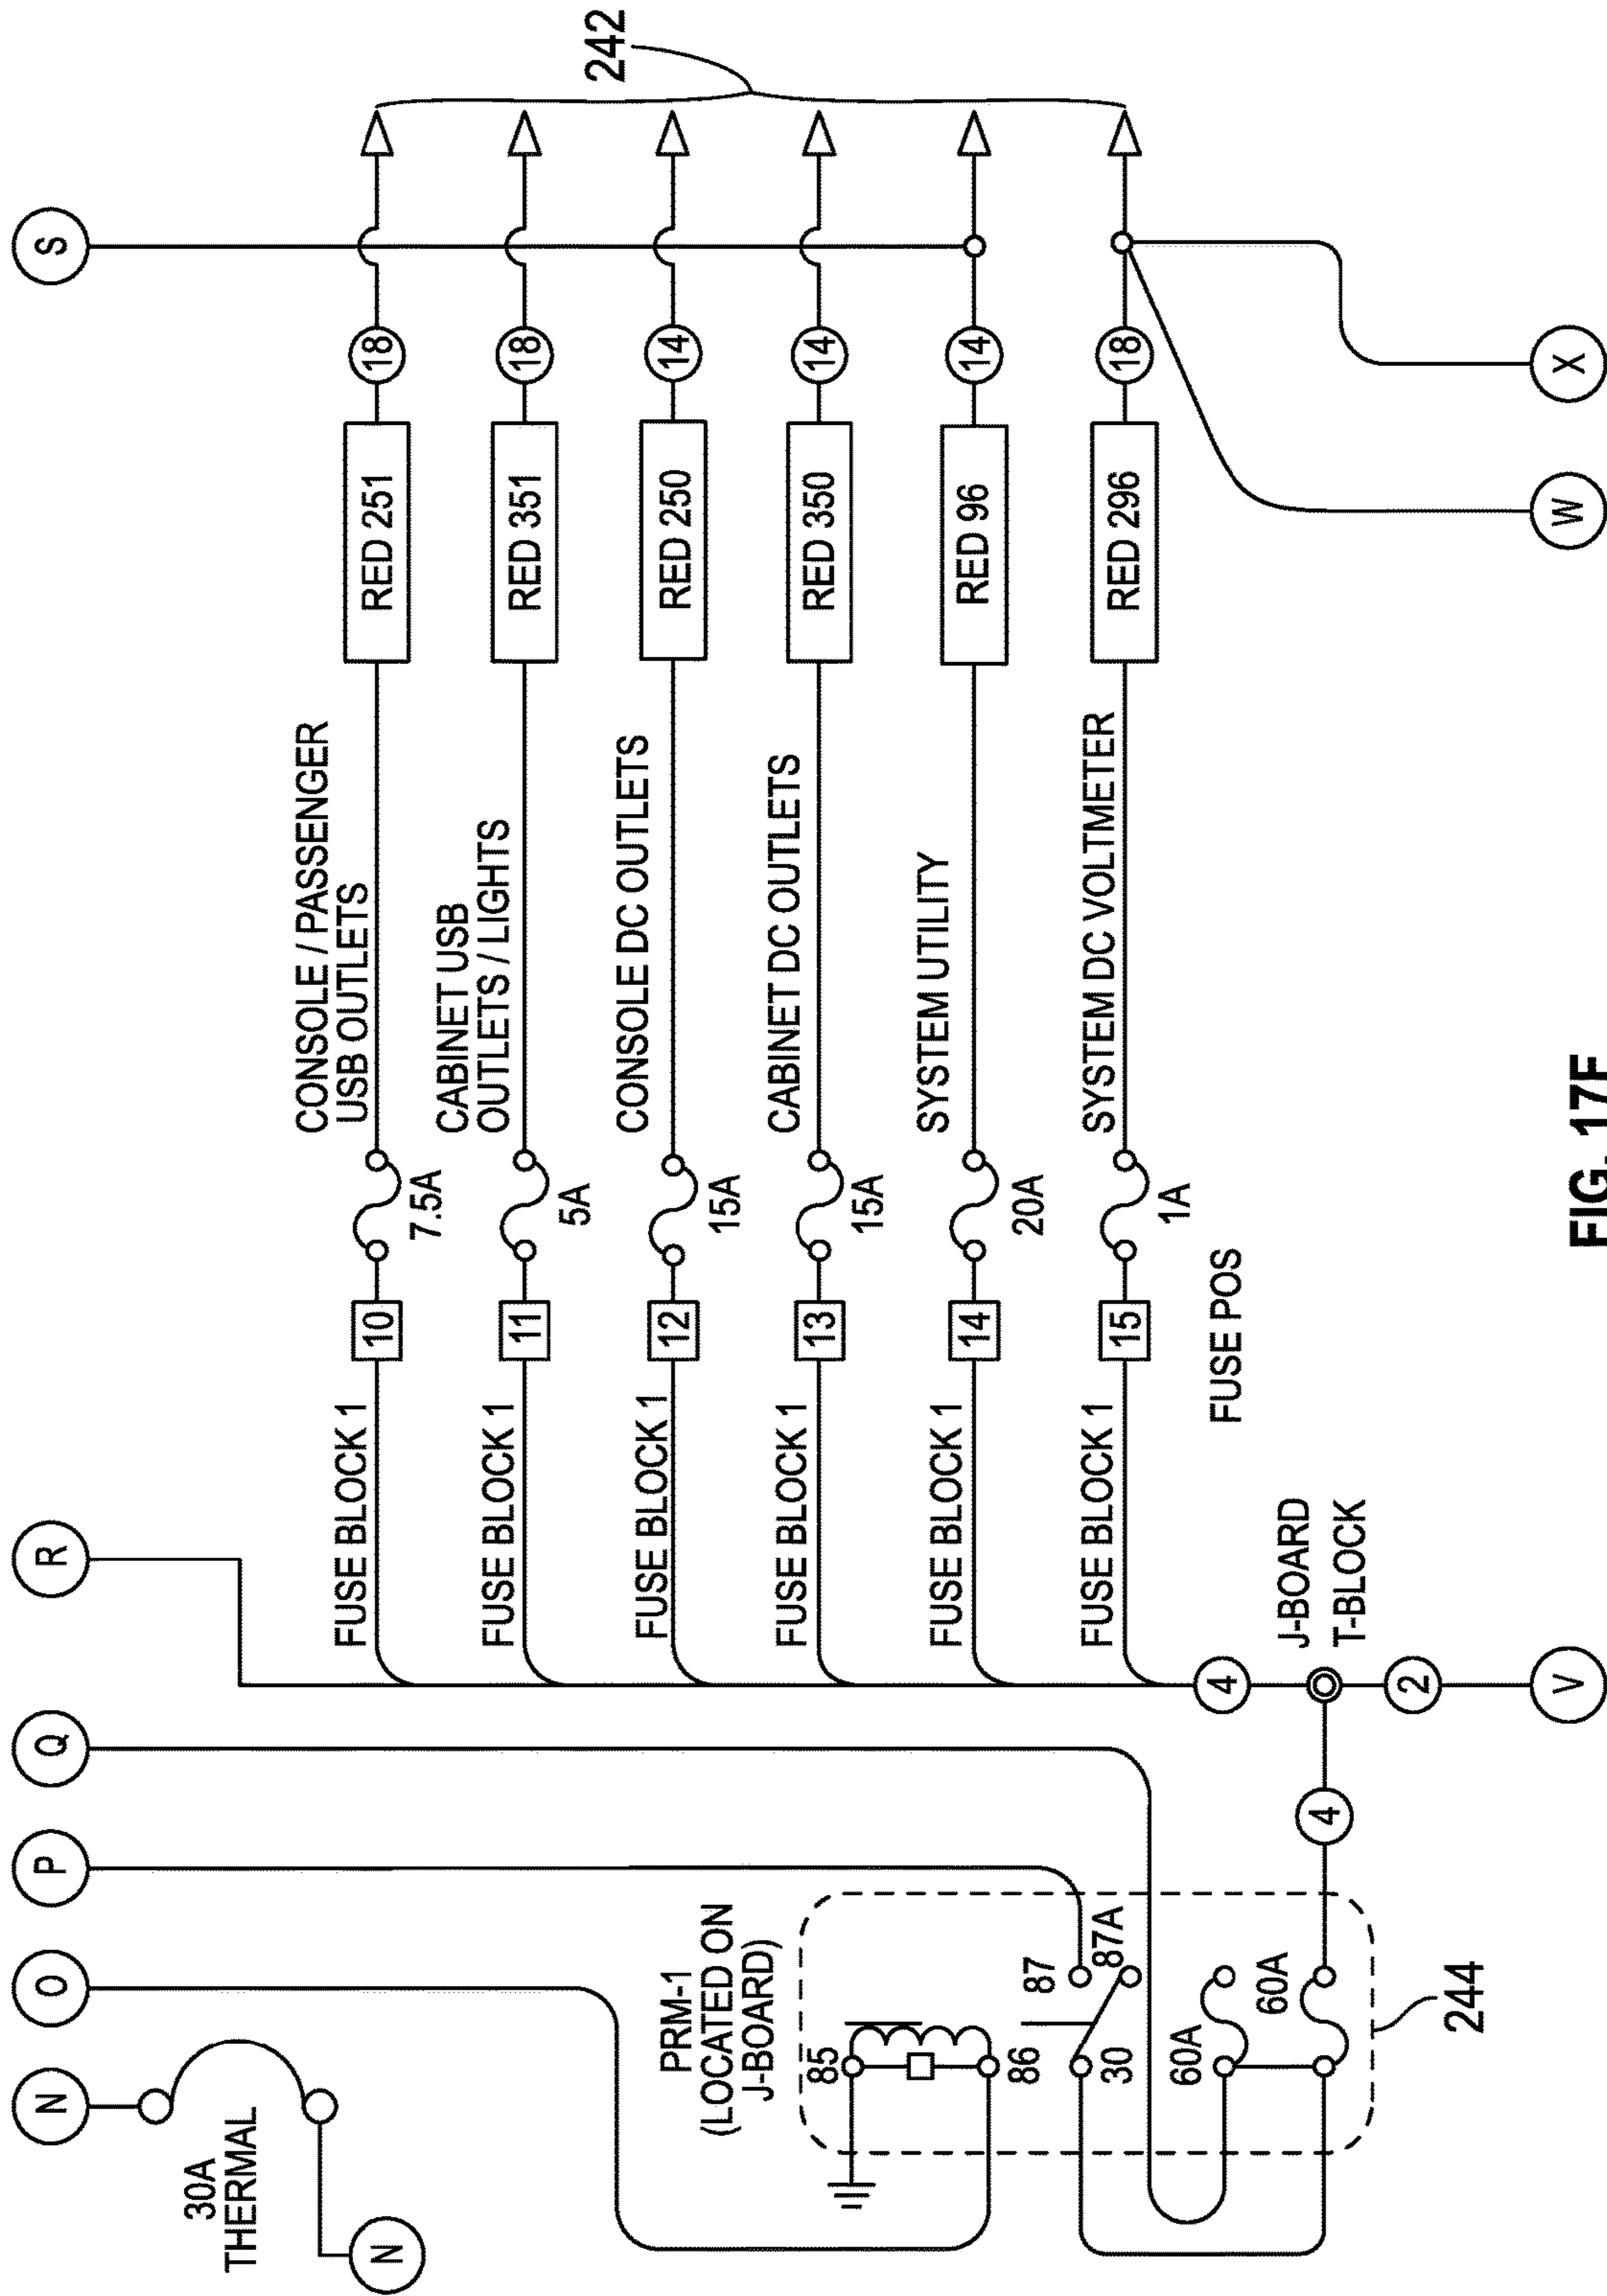 N O P Q R S
30A
THERMAL
N
CONSOLE / PASSENGER
USB OUTLETS
FUSE BLOCK 1 10 RED 251 18
7.5A
CABINET USB
OUTLETS / LIGHTS
FUSE BLOCK 1 11 RED 351 18
5A
242
CONSOLE DC OUTLETS
FUSE BLOCK 1 12 RED 250 14
15A
CABINET DC OUTLETS
FUSE BLOCK 1 13 RED 350 14
15A
SYSTEM UTILITY
FUSE BLOCK 1 14 RED 96 14
20A
SYSTEM DC VOLTMETER
FUSE BLOCK 1 15 RED 296 18
1A
FUSE POS
PRM-1
(LOCATED ON
J-BOARD)
85
86
87
30
87A
60A
60A
244
4
4
J-BOARD
T-BLOCK
2
V W X
FIG.